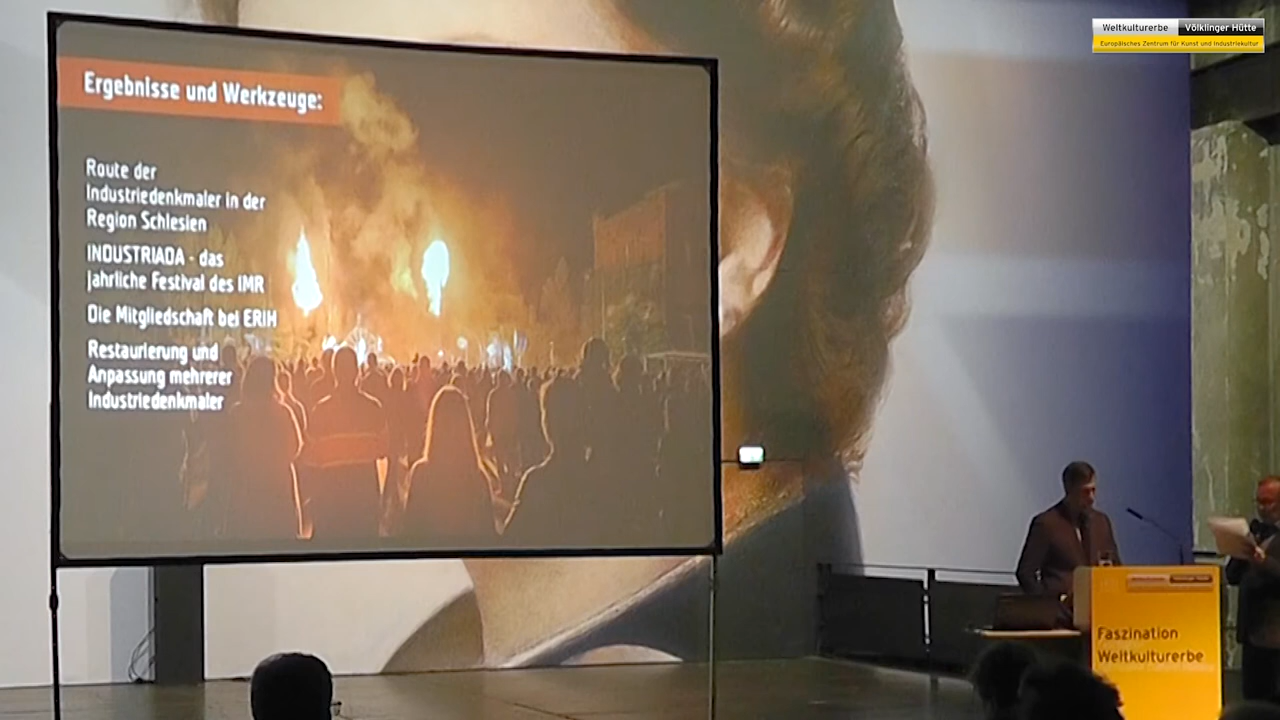 Weltkulturerbe Völklinger Hütte
Europäisches Zentrum für Kunst und Industriekultur
Ergebnisse und Werkzeuge:
Route der
Industriedenkmaler in der
Region Schlesien
INDUSTRIADA - das
jahrliche Festival des IMR
Die Mitgliedschaft bei ERIH
Restaurierung und
Anpassung mehrerer
Industriedenkmaler
Faszination
Weltkulturerbe